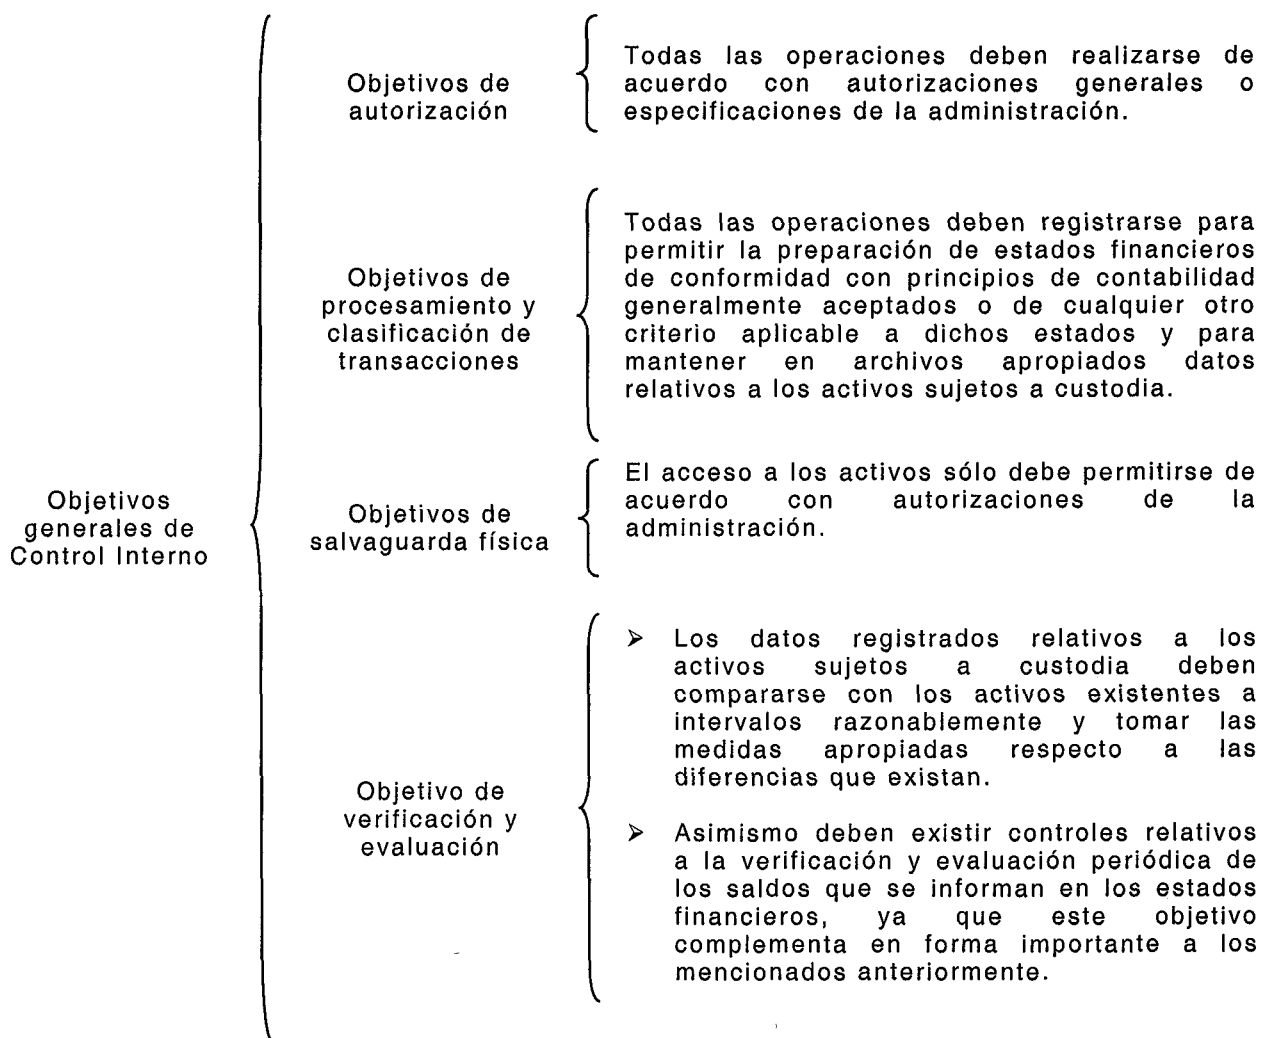 Objetivos
generales de
Control Interno
Objetivos de
autorización
Todas las operaciones deben realizarse de
acuerdo con autorizaciones generales o
especificaciones de la administración.
Objetivos de
procesamiento y
clasificación de
transacciones
Todas las operaciones deben registrarse para
permitir la preparación de estados financieros
de conformidad con principios de contabilidad
generalmente aceptados o de cualquier otro
criterio aplicable a dichos estados y para
mantener en archivos apropiados datos
relativos a los activos sujetos a custodia.
Objetivos de
salvaguarda física
El acceso a los activos sólo debe permitirse de
acuerdo con autorizaciones de la
administración.
Objetivo de
verificación y
evaluación
➢ Los datos registrados relativos a los
activos sujetos a custodia deben
compararse con los activos existentes a
intervalos razonablemente y tomar las
medidas apropiadas respecto a las
diferencias que existan.
➢ Asimismo deben existir controles relativos
a la verificación y evaluación periódica de
los saldos que se informan en los estados
financieros, ya que este objetivo
complementa en forma importante a los
mencionados anteriormente.